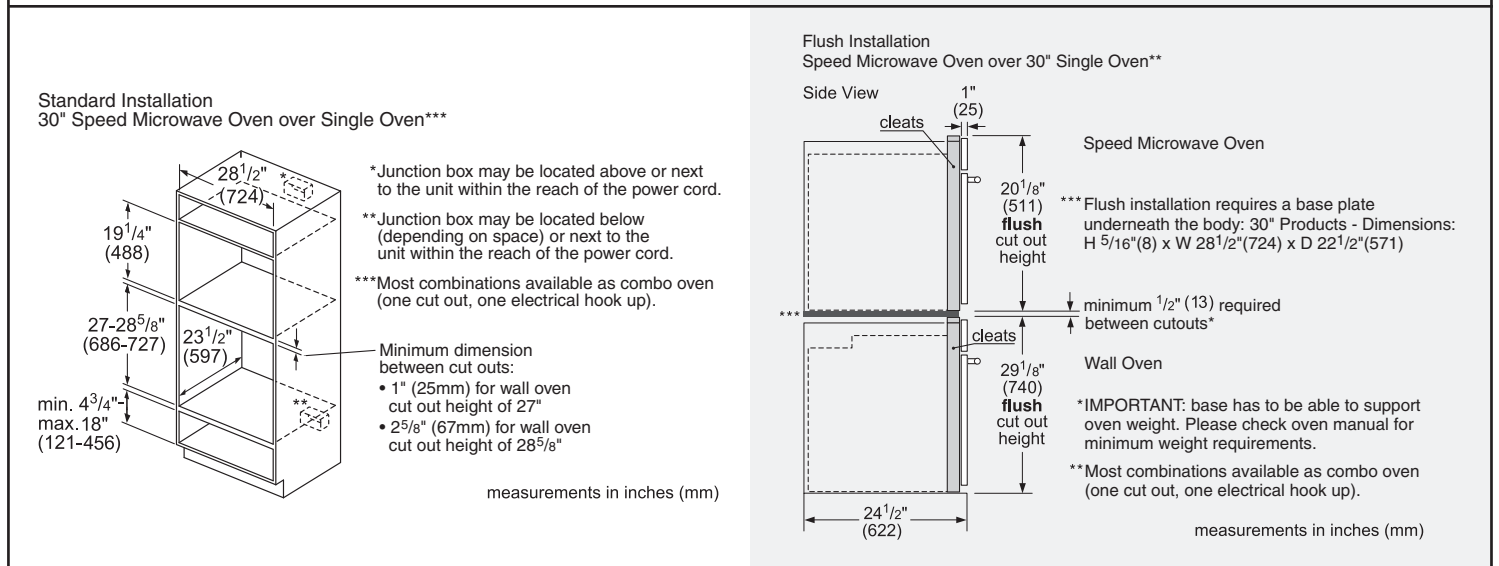 Standard Installation
30" Speed Microwave Oven over Single Oven***
28 1/2"
(724)
*
19 1/4"
(488)
27-28 5/8"
(686-727)
23 1/2"
(597)
min. 4 3/4"-
max.18"
(121-456)
**
*Junction box may be located above or next
to the unit within the reach of the power cord.
**Junction box may be located below
(depending on space) or next to the
unit within the reach of the power cord.
***Most combinations available as combo oven
(one cut out, one electrical hook up).
Minimum dimension
between cut outs:
• 1" (25mm) for wall oven
cut out height of 27"
• 2 5/8" (67mm) for wall oven
cut out height of 28 5/8"
measurements in inches (mm)
Flush Installation
Speed Microwave Oven over 30" Single Oven**
Side View
1"
(25)
cleats
Speed Microwave Oven
20 1/8"
(511)
flush
cut out
height
***Flush installation requires a base plate
underneath the body: 30" Products - Dimensions:
H 5/16"(8) x W 28 1/2"(724) x D 22 1/2"(571)
***
minimum 1/2" (13) required
between cutouts*
cleats
Wall Oven
29 1/8"
(740)
flush
cut out
height
*IMPORTANT: base has to be able to support
oven weight. Please check oven manual for
minimum weight requirements.
**Most combinations available as combo oven
(one cut out, one electrical hook up).
24 1/2"
(622)
measurements in inches (mm)